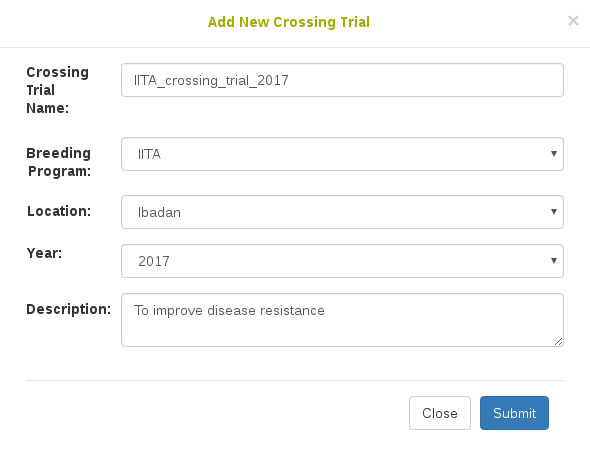 Add New Crossing Trial ×
Crossing
Trial
Name:
IITA_crossing_trial_2017
Breeding
Program:
IITA
Location:
Ibadan
Year:
2017
Description:
To improve disease resistance
Close
Submit